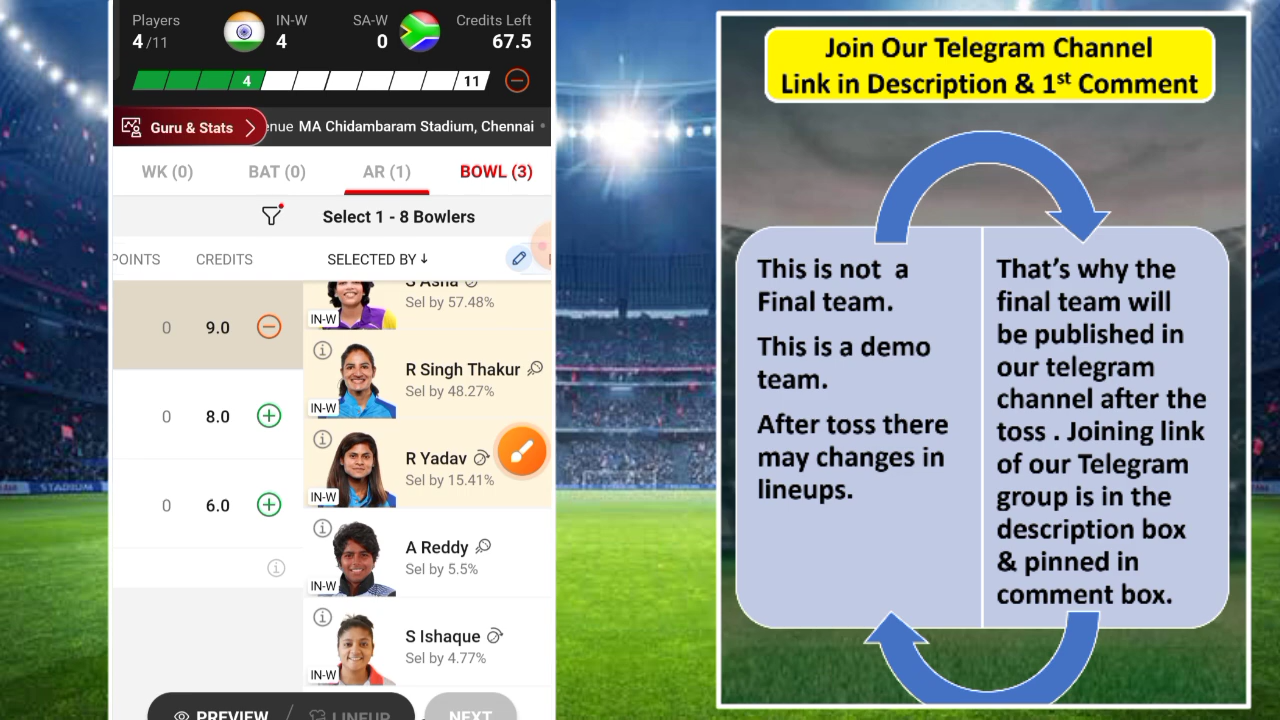 Players
IN-W
SA-W
Credits Left
4 /11
4
0
67.5
4
11
Guru & Stats
enue MA Chidambaram Stadium, Chennai
WK (0)
BAT (0)
AR (1)
BOWL (3)
Select 1 - 8 Bowlers
POINTS
CREDITS
SELECTED BY ↓
S Asha
Sel by 57.48%
IN-W
0
9.0
R Singh Thakur
Sel by 48.27%
IN-W
0
8.0
R Yadav
Sel by 15.41%
IN-W
0
6.0
A Reddy
Sel by 5.5%
IN-W
S Ishaque
Sel by 4.77%
IN-W
PREVIEW / LINEUP
NEXT
Join Our Telegram Channel
Link in Description & 1st Comment
This is not a
Final team.
This is a demo
team.
After toss there
may changes in
lineups.
That's why the
final team will
be published in
our telegram
channel after the
toss . Joining link
of our Telegram
group is in the
description box
& pinned in
comment box.
STADIUM